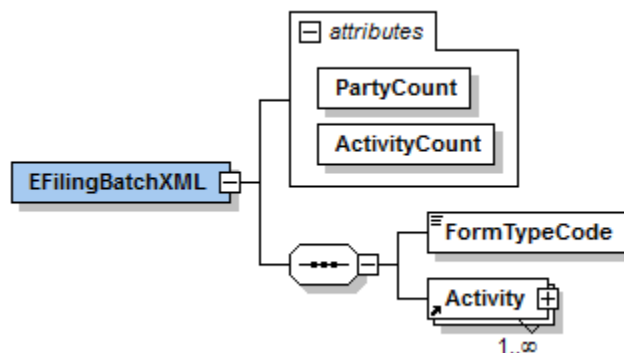 attributes
PartyCount
ActivityCount
EFilingBatchXML
FormTypeCode
Activity
1..∞